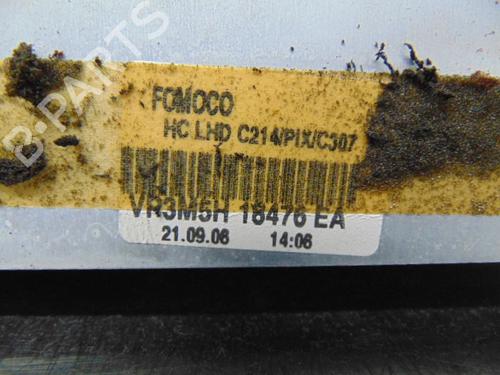 B-PARTS
FOMOCO
HC LHD C214/PIX/C307
VR3M5H 18476 EA
21.09.06 14:06